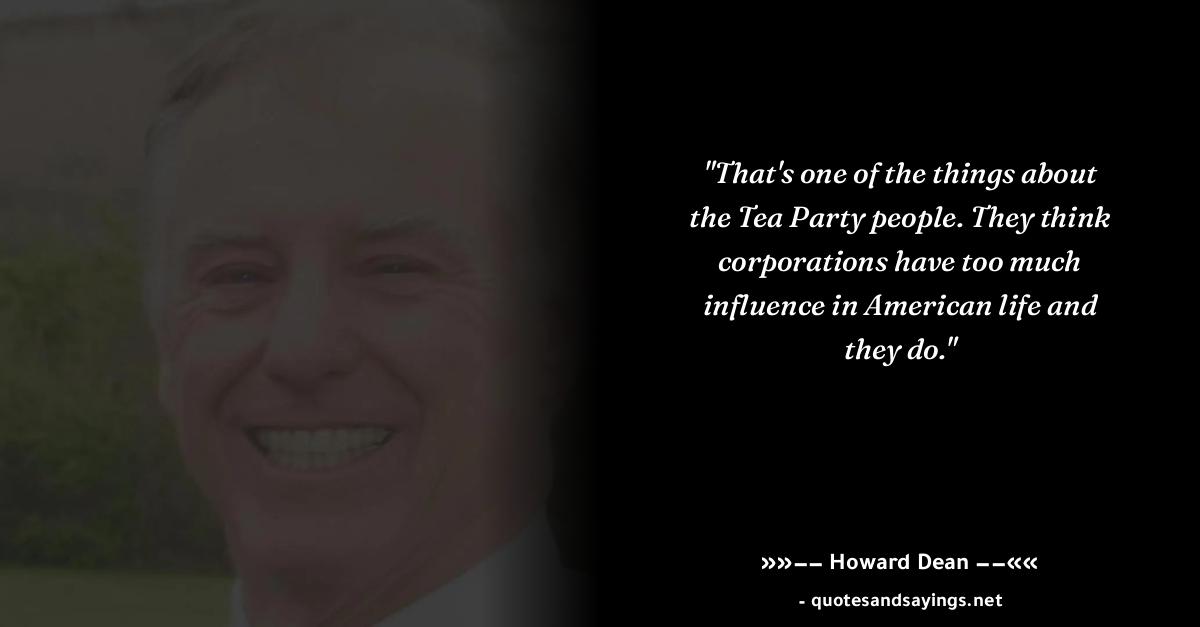 "That's one of the things about
the Tea Party people. They think
corporations have too much
influence in American life and
they do."
»»−− Howard Dean −−««
- quotesandsayings.net